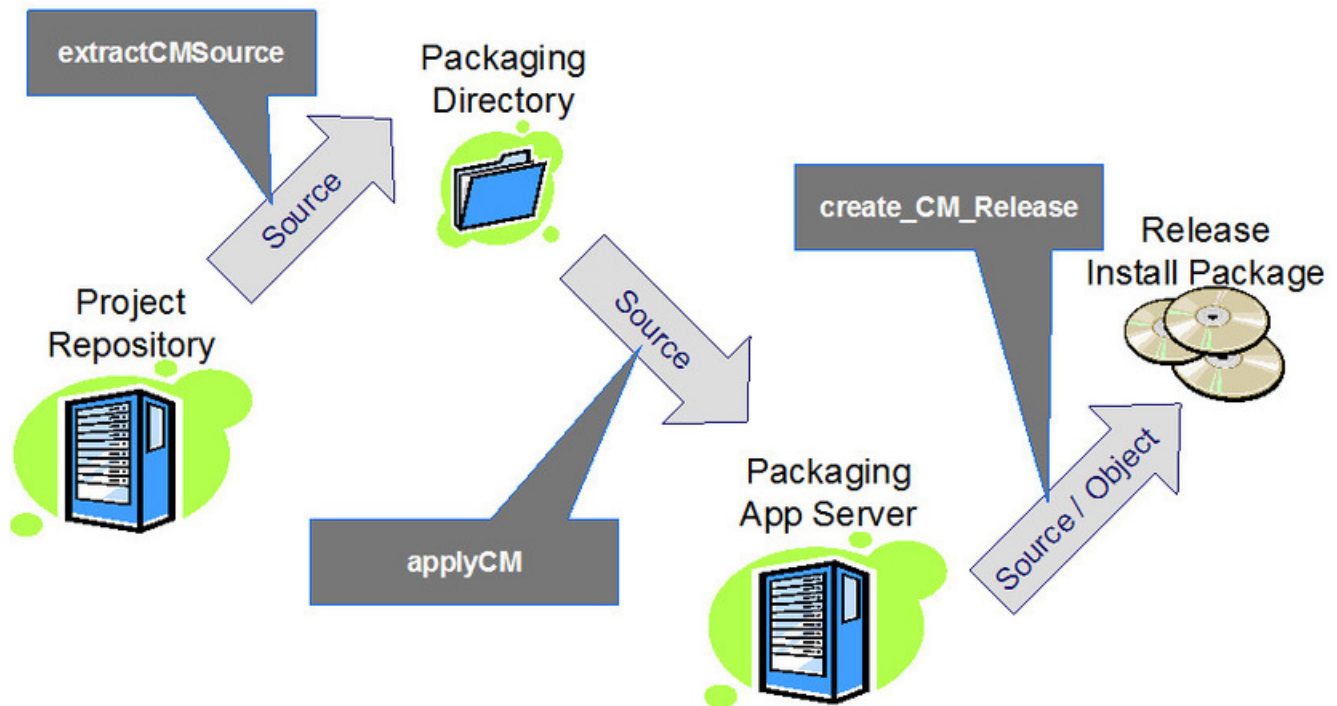 extractCMSource
Packaging
Directory
Source
create_CM_Release
Release
Install Package
Project
Repository
Source
Packaging
App Server
Source / Object
applyCM